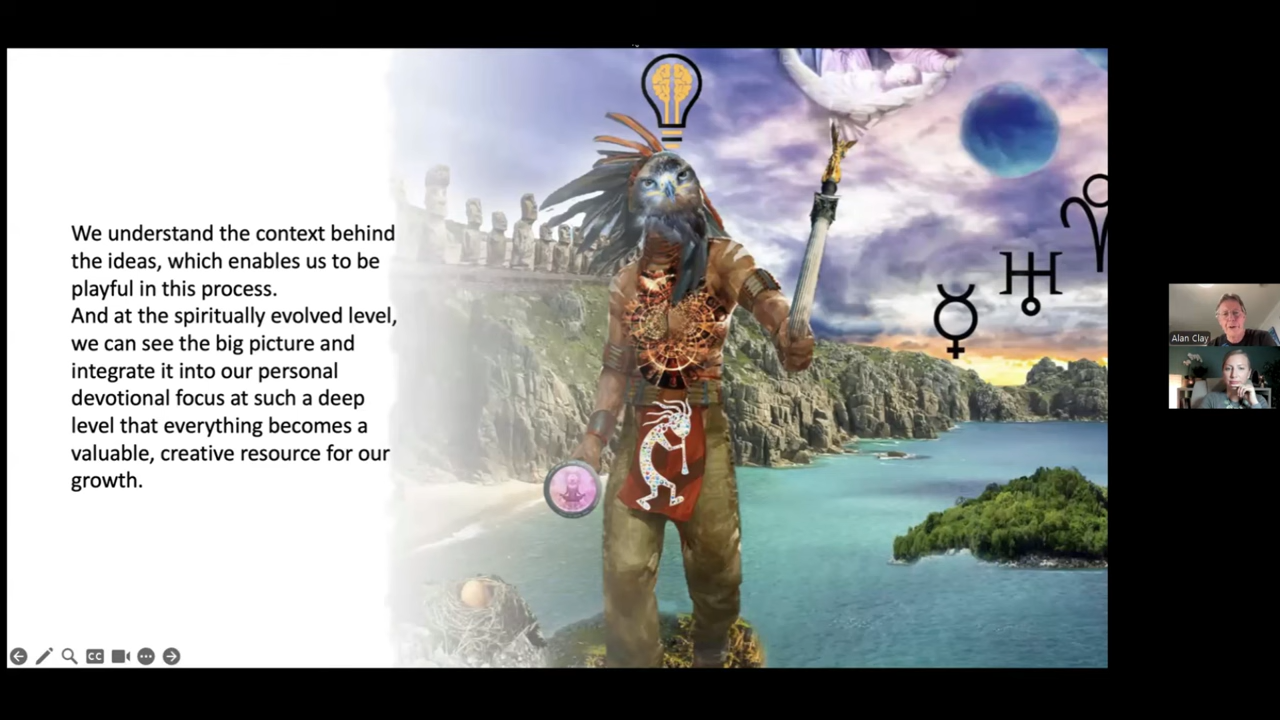 We understand the context behind
the ideas, which enables us to be
playful in this process.
And at the spiritually evolved level,
we can see the big picture and
integrate it into our personal
devotional focus at such a deep
level that everything becomes a
valuable, creative resource for our
growth.
Alan Clay
CC